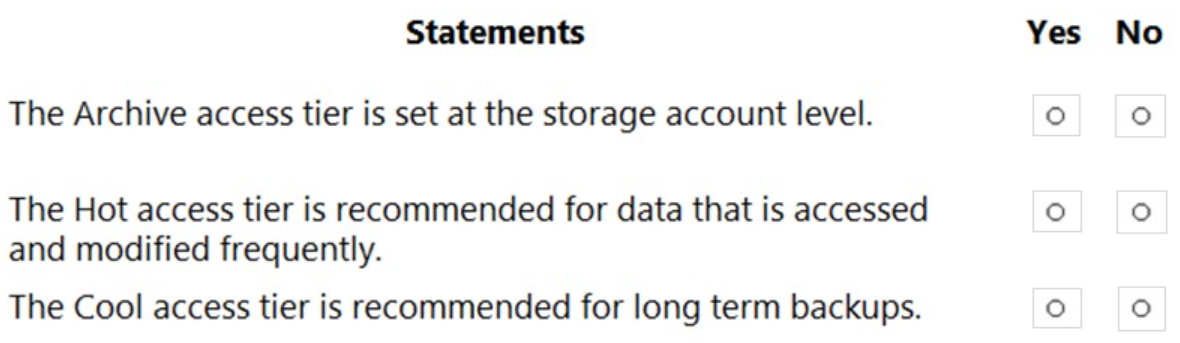 Statements Yes No
The Archive access tier is set at the storage account level.
The Hot access tier is recommended for data that is accessed
and modified frequently.
The Cool access tier is recommended for long term backups.